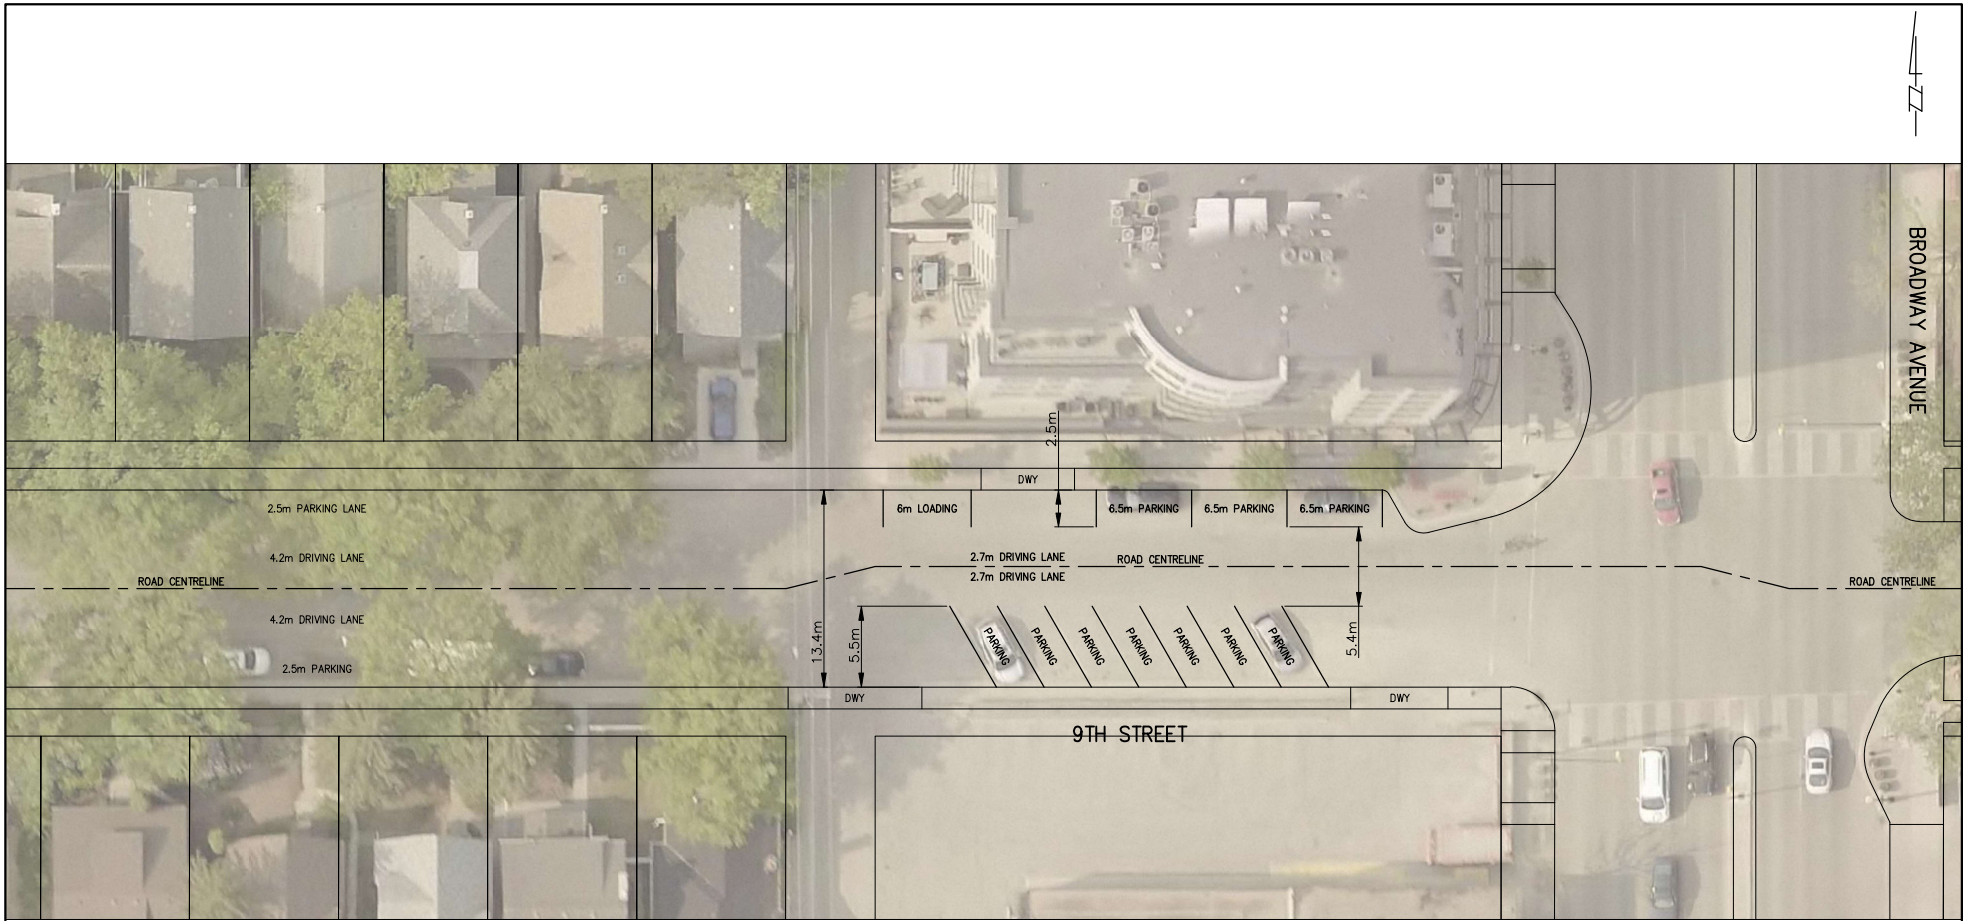 BROADWAY AVENUE
2.5m
DWY
2.5m PARKING LANE
6m LOADING
6.5m PARKING
6.5m PARKING
6.5m PARKING
4.2m DRIVING LANE
2.7m DRIVING LANE
ROAD CENTRELINE
2.7m DRIVING LANE
ROAD CENTRELINE
ROAD CENTRELINE
4.2m DRIVING LANE
13.4m
5.5m
PARKING
PARKING
PARKING
PARKING
PARKING
PARKING
PARKING
5.4m
2.5m PARKING
DWY
DWY
9TH STREET